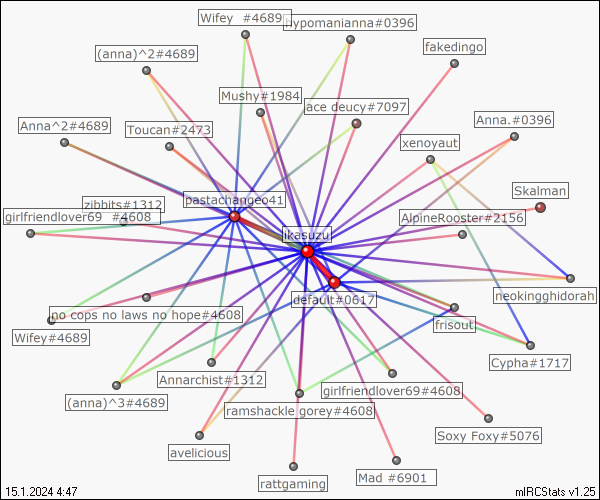 Wifey  #4689
hypomanianna#0396
fakedingo
(anna)^2#4689
Mushy#1984
ace deucy#7097
Anna^2#4689
Toucan#2473
Anna.#0396
xenoyaut
Skalman
zibbits#1312
pastachangeo41
girlfriendlover69  #4608
AlpineRooster#2156
ikasuzu
default#0617
neokingghidorah
no cops no laws no hope#4608
frisout
Wifey#4689
Cypha#1717
Annarchist#1312
girlfriendlover69#4608
(anna)^3#4689
ramshackle gorey#4608
Soxy Foxy#5076
avelicious
rattgaming
Mad #6901
15.1.2024 4:47
mIRCStats v1.25